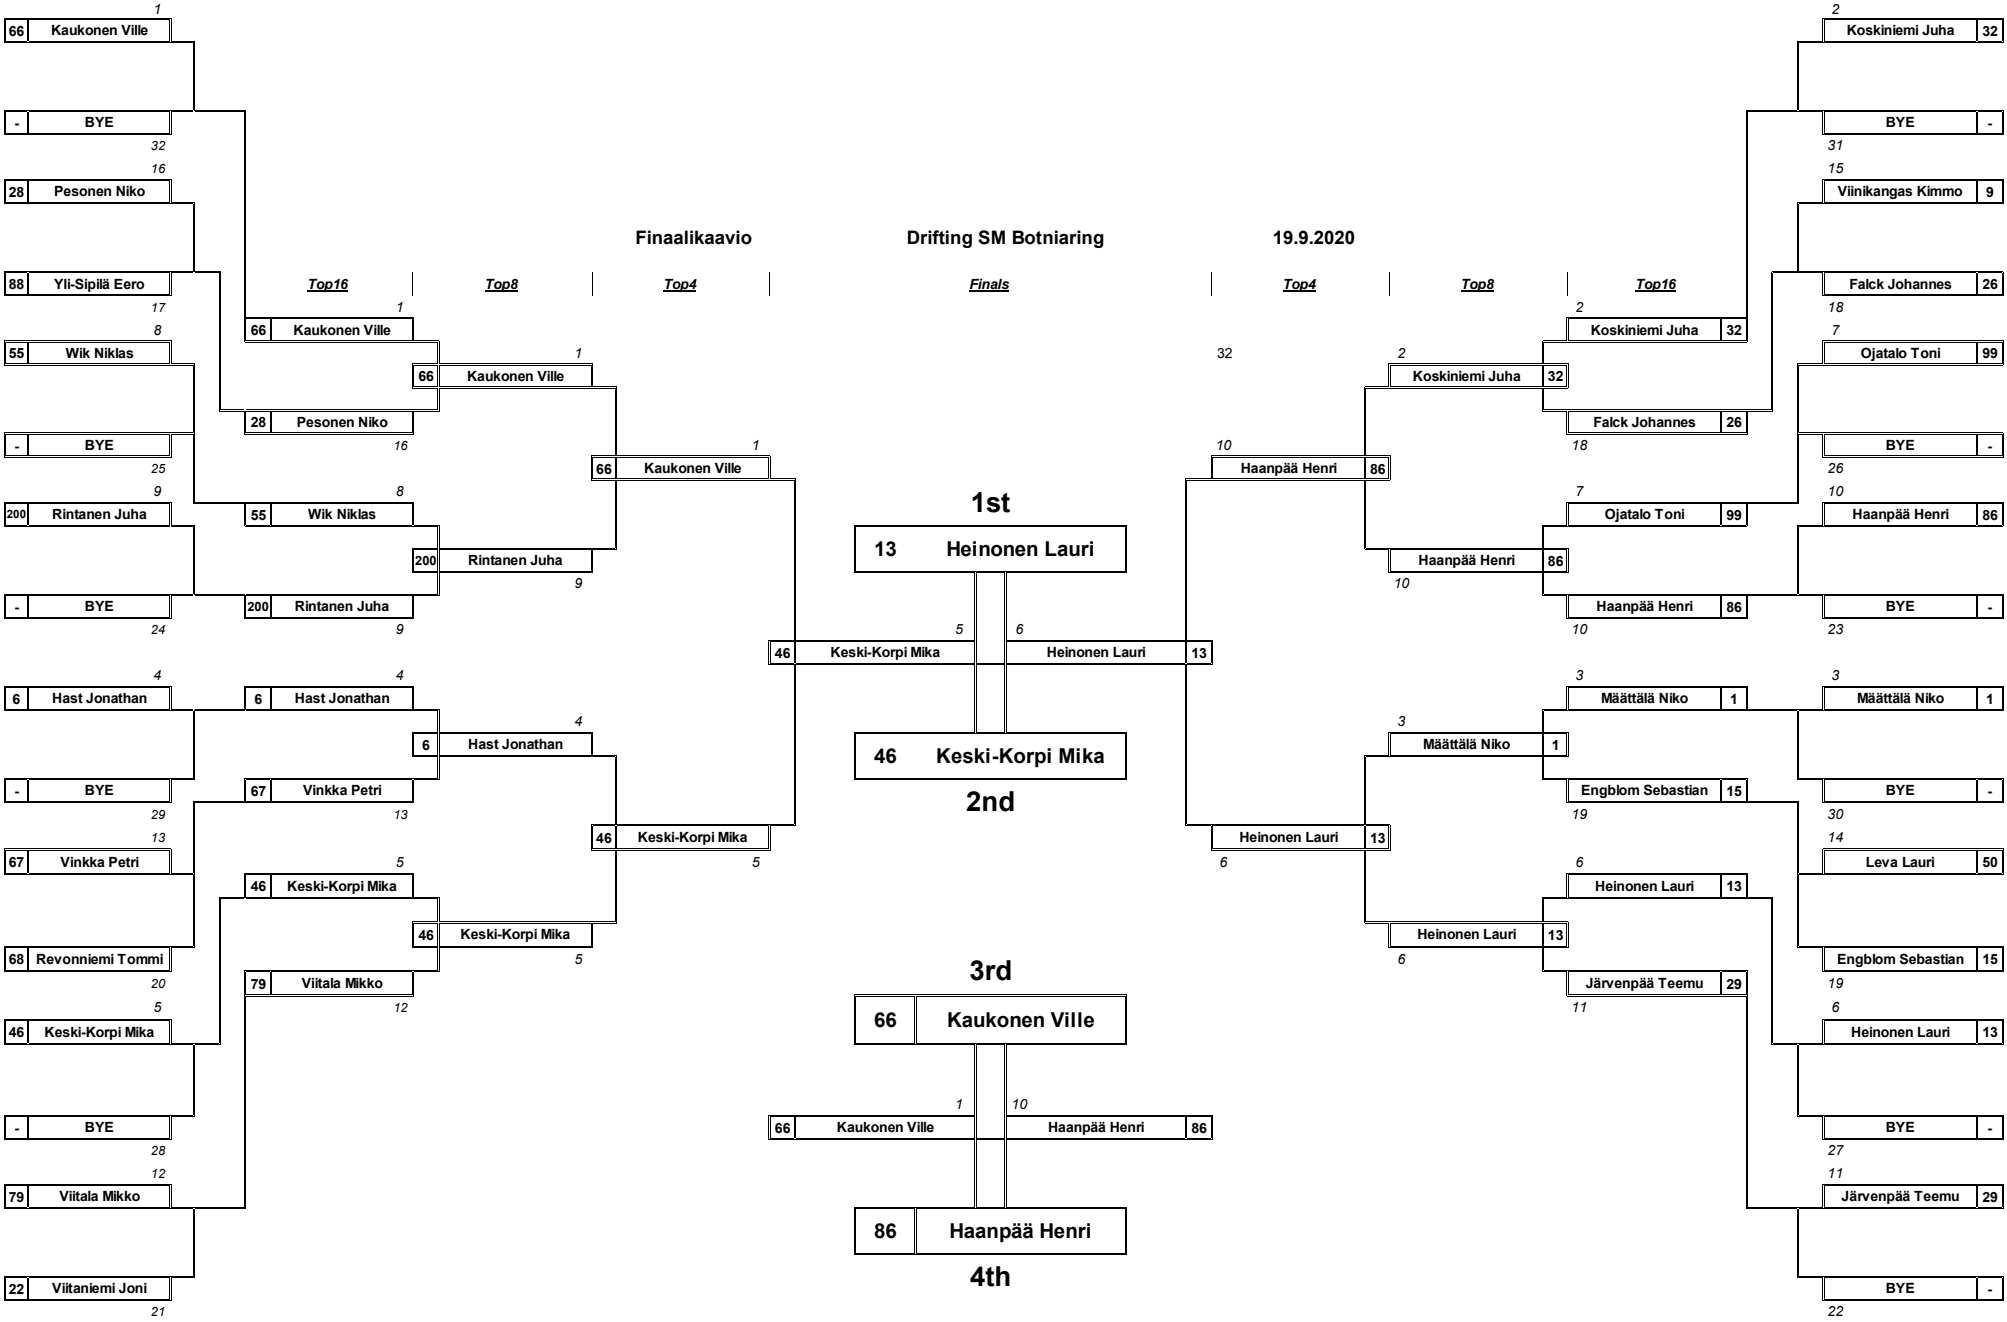 Finaalikaavio Drifting SM Botniaring 19.9.2020
1
66 Kaukonen Ville
- BYE
32
16
28 Pesonen Niko
88 Yli-Sipilä Eero
17
8
55 Wik Niklas
- BYE
25
9
200 Rintanen Juha
- BYE
24
4
6 Hast Jonathan
- BYE
29
13
67 Vinkka Petri
68 Revonniemi Tommi
20
5
46 Keski-Korpi Mika
- BYE
28
12
79 Viitala Mikko
22 Viitaniemi Joni
21
Top16
1
66 Kaukonen Ville
28 Pesonen Niko
16
8
55 Wik Niklas
200 Rintanen Juha
9
4
6 Hast Jonathan
67 Vinkka Petri
13
5
46 Keski-Korpi Mika
79 Viitala Mikko
12
Top8
1
66 Kaukonen Ville
200 Rintanen Juha
9
4
6 Hast Jonathan
46 Keski-Korpi Mika
5
Top4
1
66 Kaukonen Ville
46 Keski-Korpi Mika
5
Finals
1st
13 Heinonen Lauri
5 6
46 Keski-Korpi Mika Heinonen Lauri 13
46 Keski-Korpi Mika
2nd
3rd
66 Kaukonen Ville
1 10
66 Kaukonen Ville Haanpää Henri 86
86 Haanpää Henri
4th
Top4
32
10
Haanpää Henri 86
Heinonen Lauri 13
6
Top8
2
Koskiniemi Juha 32
Haanpää Henri 86
10
3
Määttälä Niko 1
Heinonen Lauri 13
6
Top16
2
Koskiniemi Juha 32
Falck Johannes 26
18
7
Ojatalo Toni 99
Haanpää Henri 86
10
3
Määttälä Niko 1
Engblom Sebastian 15
19
6
Heinonen Lauri 13
Järvenpää Teemu 29
11
2
Koskiniemi Juha 32
BYE -
31
15
Viinikangas Kimmo 9
Falck Johannes 26
18
7
Ojatalo Toni 99
BYE -
26
10
Haanpää Henri 86
BYE -
23
3
Määttälä Niko 1
BYE -
30
14
Leva Lauri 50
Engblom Sebastian 15
19
6
Heinonen Lauri 13
BYE -
27
11
Järvenpää Teemu 29
BYE -
22